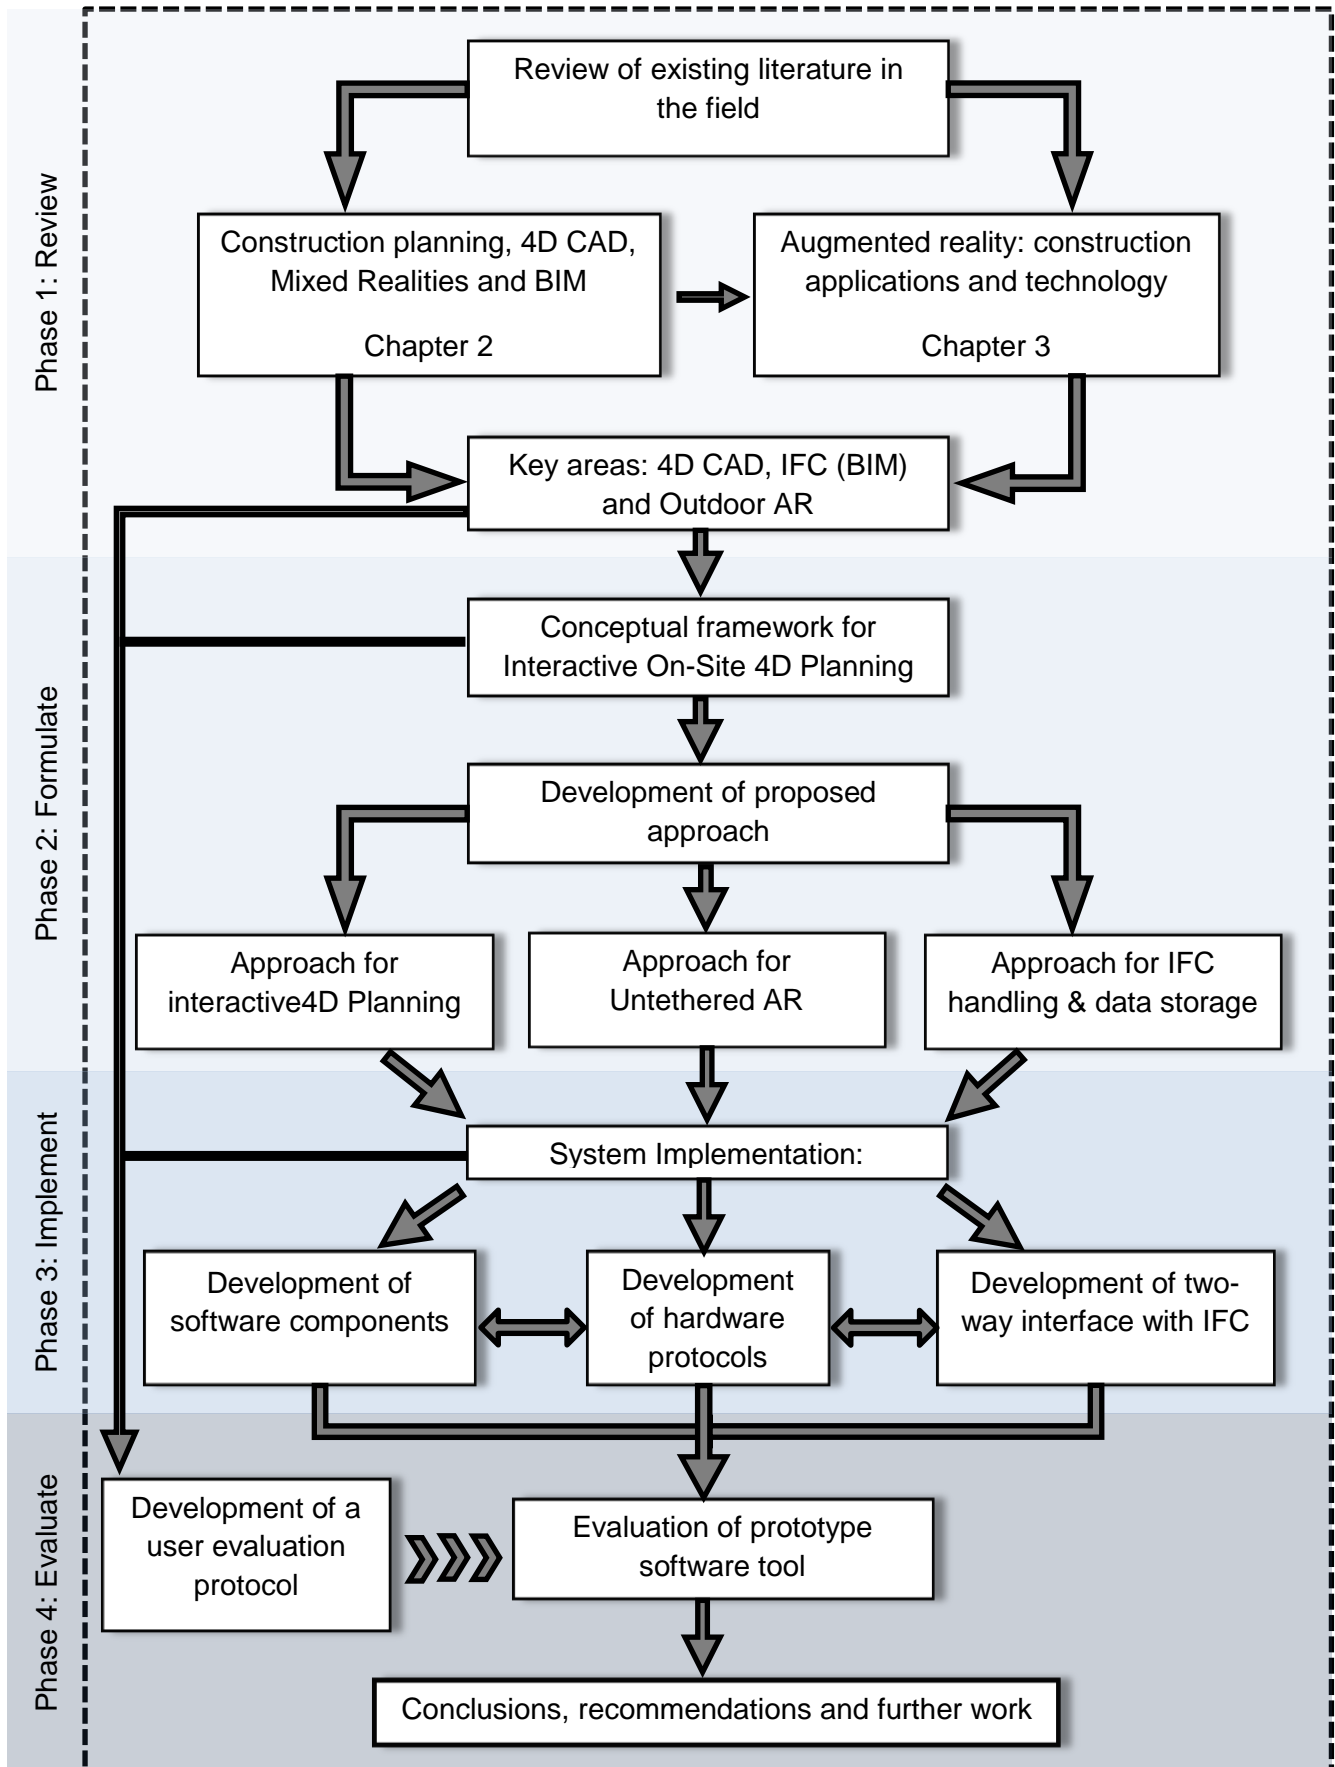 Phase 1: Review
Review of existing literature in
the field
Construction planning, 4D CAD,
Mixed Realities and BIM
Chapter 2
Augmented reality: construction
applications and technology
Chapter 3
Key areas: 4D CAD, IFC (BIM)
and Outdoor AR
Phase 2: Formulate
Conceptual framework for
Interactive On-Site 4D Planning
Development of proposed
approach
Approach for
interactive4D Planning
Approach for
Untethered AR
Approach for IFC
handling & data storage
Phase 3: Implement
System Implementation:
Development of
software components
Development
of hardware
protocols
Development of two-
way interface with IFC
Phase 4: Evaluate
Development of a
user evaluation
protocol
Evaluation of prototype
software tool
Conclusions, recommendations and further work